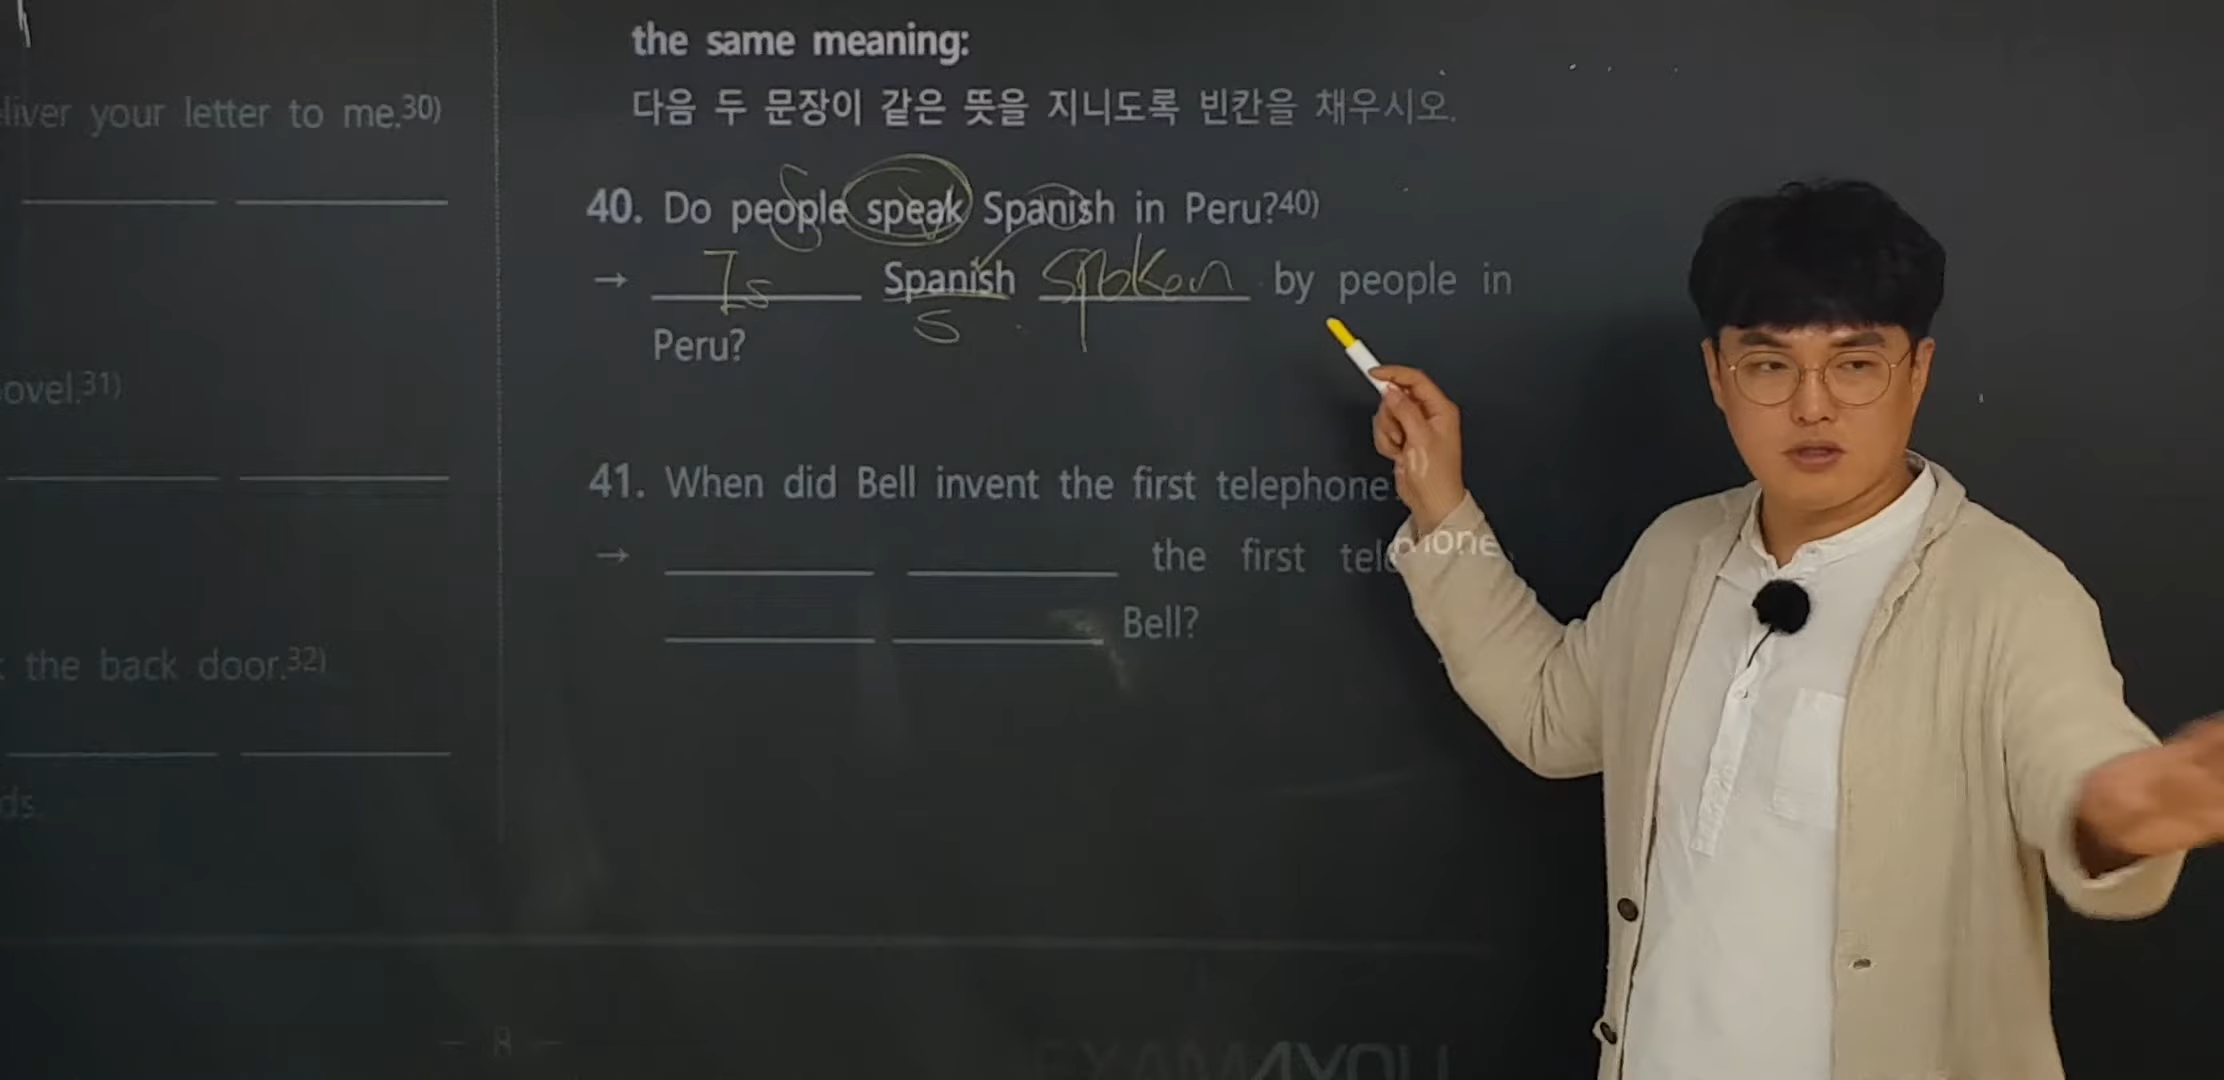 liver your letter to me.30)
ovel.31)
the back door.32)
ds.
the same meaning:
다음 두 문장이 같은 뜻을 지니도록 빈칸을 채우시오.
40. Do people speak Spanish in Peru?40)
S V
→ Is Spanish spoken by people in
S
Peru?
41. When did Bell invent the first telephone?
→ the first telephone
Bell?
- 8 -
EXAM4YOU